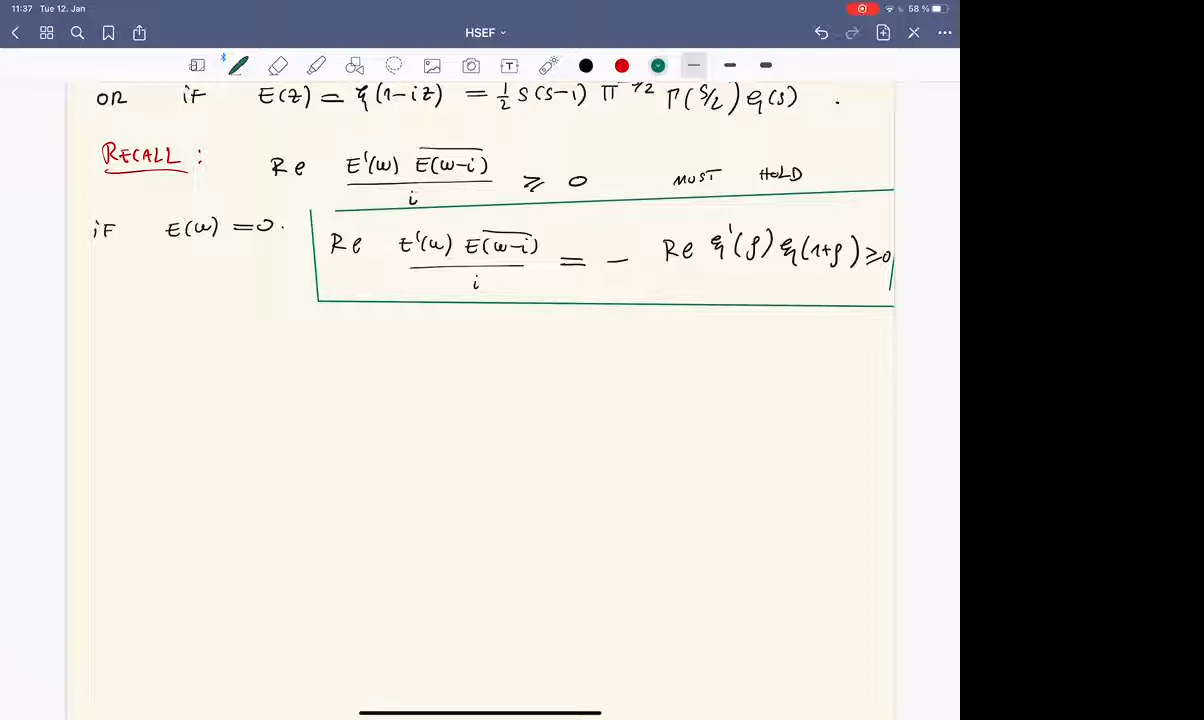 11:37 Tue 12. Jan 58 %
HSEF
OR if E(z) = ξ(1-iz) = 1/2 s(s-1) π^-s/2 Γ(s/2) ζ(s) .
RECALL : Re E'(w) \overline{E(w-i)} / i ≥ 0 MUST HOLD
if E(w) = 0. Re E'(w) \overline{E(w-i)} / i = - Re ξ'(ρ) ξ(1+ρ) ≥ 0